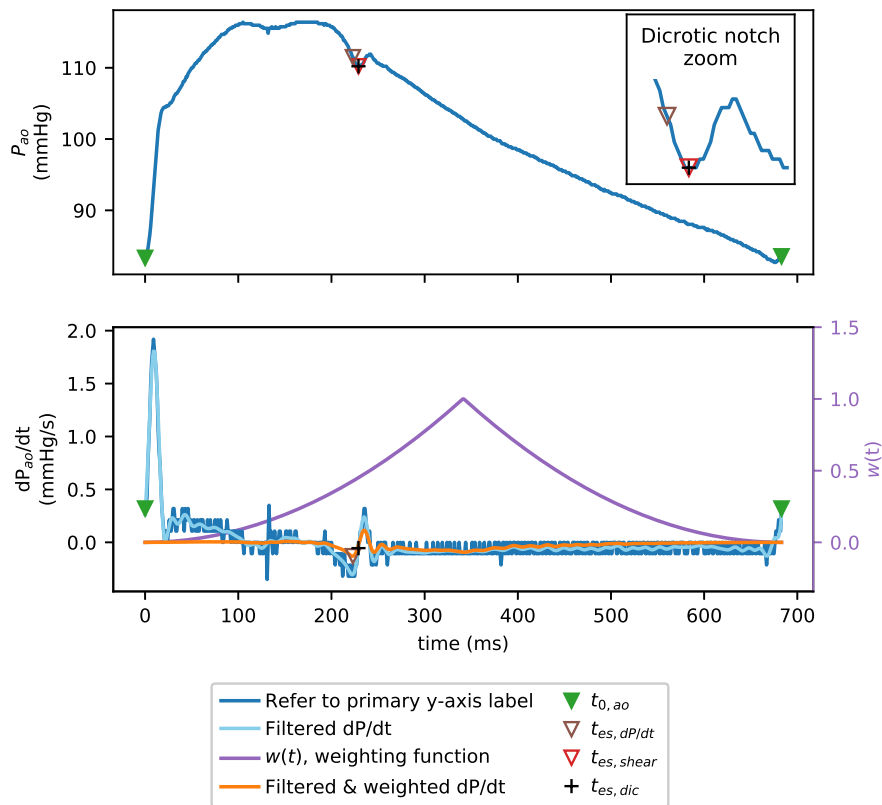 Dicrotic notch
zoom
P_ao
(mmHg)
110
100
90
2.0
1.5
1.0
0.5
0.0
dP_ao/dt
(mmHg/s)
1.5
1.0
0.5
0.0
w(t)
0 100 200 300 400 500 600 700
time (ms)
Refer to primary y-axis label
Filtered dP/dt
w(t), weighting function
Filtered & weighted dP/dt
t_0,ao
t_es,dP/dt
t_es,shear
t_es,dic